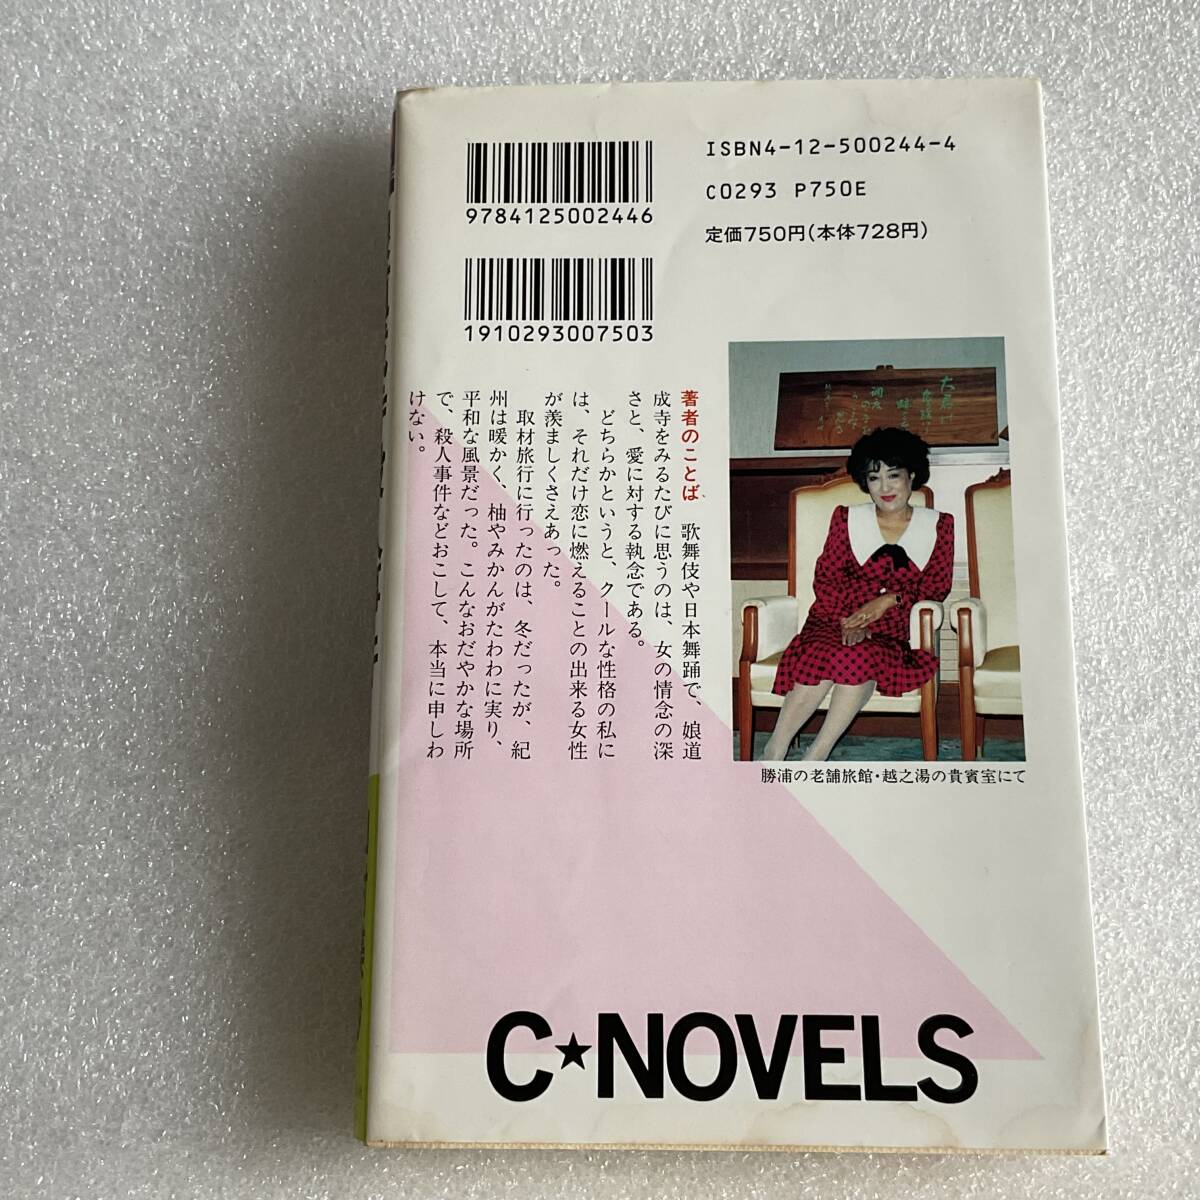 ISBN4-12-500244-4
C0293 P750E
定価750円(本体728円)
9784125002446
1910293007503
著者のことば 歌舞伎や日本舞踊で、娘道
成寺をみるたびに思うのは、女の情念の深
さと、愛に対する執念である。
どちらかというと、クールな性格の私に
は、それだけ恋に燃えることの出来る女性
が羨ましくさえあった。
取材旅行に行ったのは、冬だったが、紀
州は暖かく、柚やみかんがたわわに実り、
平和な風景だった。こんなおだやかな場所
で、殺人事件などおこして、本当に申しわ
けない。
勝浦の老舗旅館・越之湯の貴賓室にて
C★NOVELS